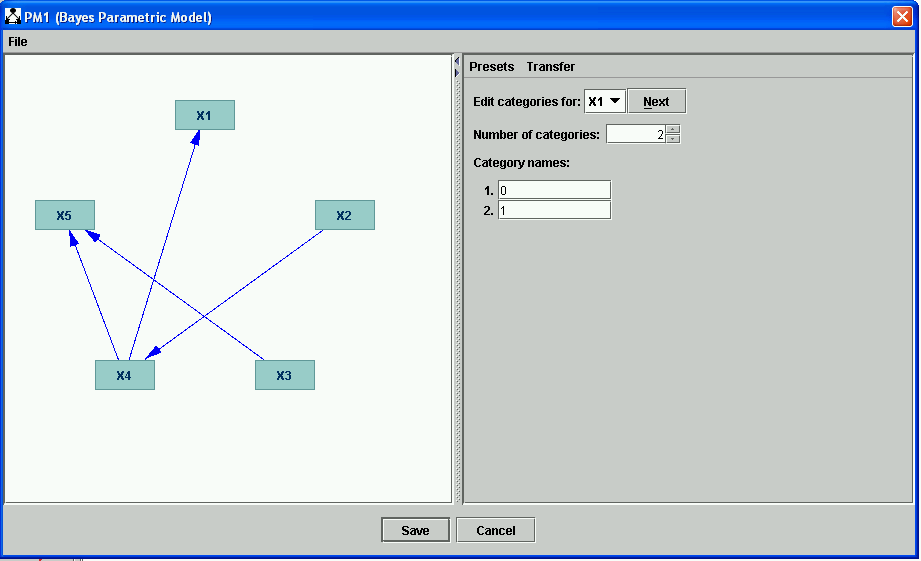 PM1 (Bayes Parametric Model)
File
Presets Transfer
Edit categories for: X1 Next
Number of categories: 2
Category names:
1. 0
2. 1
X1
X5 X2
X4 X3
Save Cancel